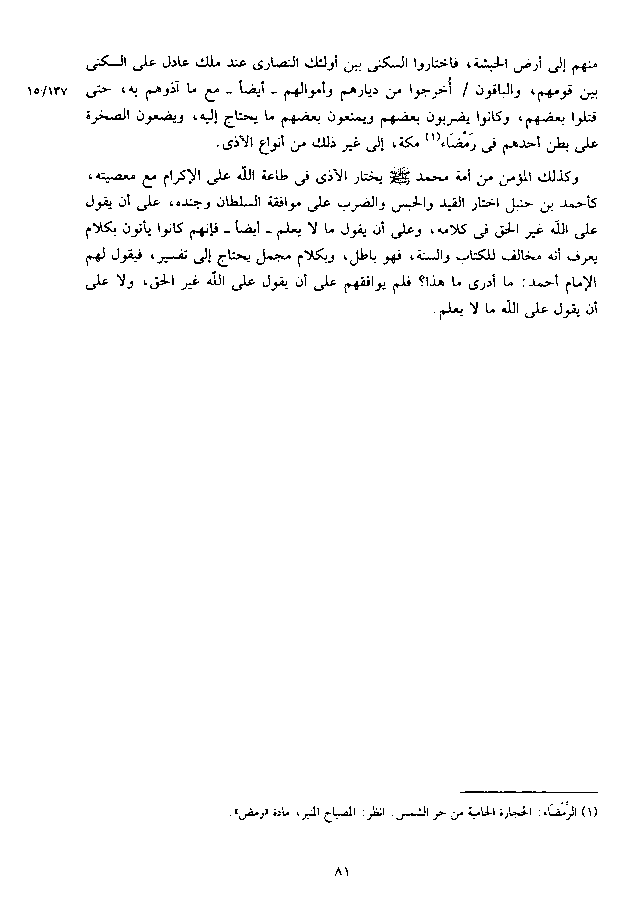 منهم إلى أرض الحبشة، فاختاروا السكنى بين أولئك النصارى عند ملك عادل على السكنى
١٥/١٣٧ بين قومهم، والباقون / أُخرجوا من ديارهم وأموالهم ـ أيضاً ـ مع ما آذوهم به، حتى
قتلوا بعضهم، وكانوا يضربون بعضهم ويمنعون بعضهم ما يحتاج إليه، ويضعون الصخرة
على بطن أحدهم فى رَمْضَاء(١) مكة، إلى غير ذلك من أنواع الأذى.
وكذلك المؤمن من أمة محمد ﷺ يختار الأذى فى طاعة الله على الإكرام مع معصيته،
كأحمد بن حنبل اختار القيد والحبس والضرب على موافقة السلطان وجنده، على أن يقول
على الله غير الحق فى كلامه، وعلى أن يقول ما لا يعلم ـ أيضاً ـ فإنهم كانوا يأتون بكلام
يعرف أنه مخالف للكتاب والسنة، فهو باطل، وبكلام مجمل يحتاج إلى تفسير، فيقول لهم
الإمام أحمد: ما أدرى ما هذا؟ فلم يوافقهم على أن يقول على الله غير الحق، ولا على
أن يقول على الله ما لا يعلم.
(١) الرَّمْضَاء: الحجارة الحامية من حر الشمس. انظر: المصباح المنير، مادة «رمض».
٨١